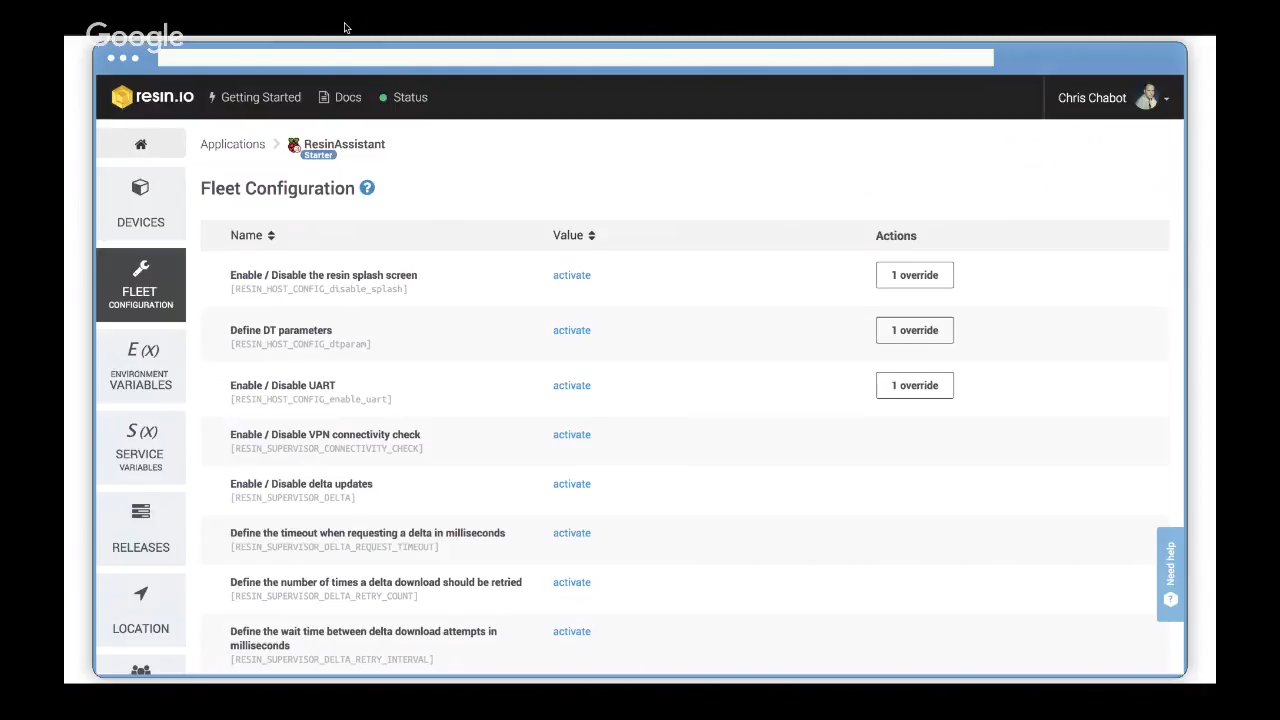 Google
resin.io Getting Started Docs Status Chris Chabot
Applications ResinAssistant
Starter
Fleet Configuration ?
DEVICES
FLEET
CONFIGURATION
E (X)
ENVIRONMENT
VARIABLES
S (X)
SERVICE
VARIABLES
RELEASES
LOCATION
Name Value Actions
Enable / Disable the resin splash screen activate 1 override
[RESIN_HOST_CONFIG_disable_splash]
Define DT parameters activate 1 override
[RESIN_HOST_CONFIG_dtparam]
Enable / Disable UART activate 1 override
[RESIN_HOST_CONFIG_enable_uart]
Enable / Disable VPN connectivity check activate
[RESIN_SUPERVISOR_CONNECTIVITY_CHECK]
Enable / Disable delta updates activate
[RESIN_SUPERVISOR_DELTA]
Define the timeout when requesting a delta in milliseconds activate
[RESIN_SUPERVISOR_DELTA_REQUEST_TIMEOUT]
Define the number of times a delta download should be retried activate
[RESIN_SUPERVISOR_DELTA_RETRY_COUNT]
Define the wait time between delta download attempts in activate
milliseconds
[RESIN_SUPERVISOR_DELTA_RETRY_INTERVAL]
Need help
?